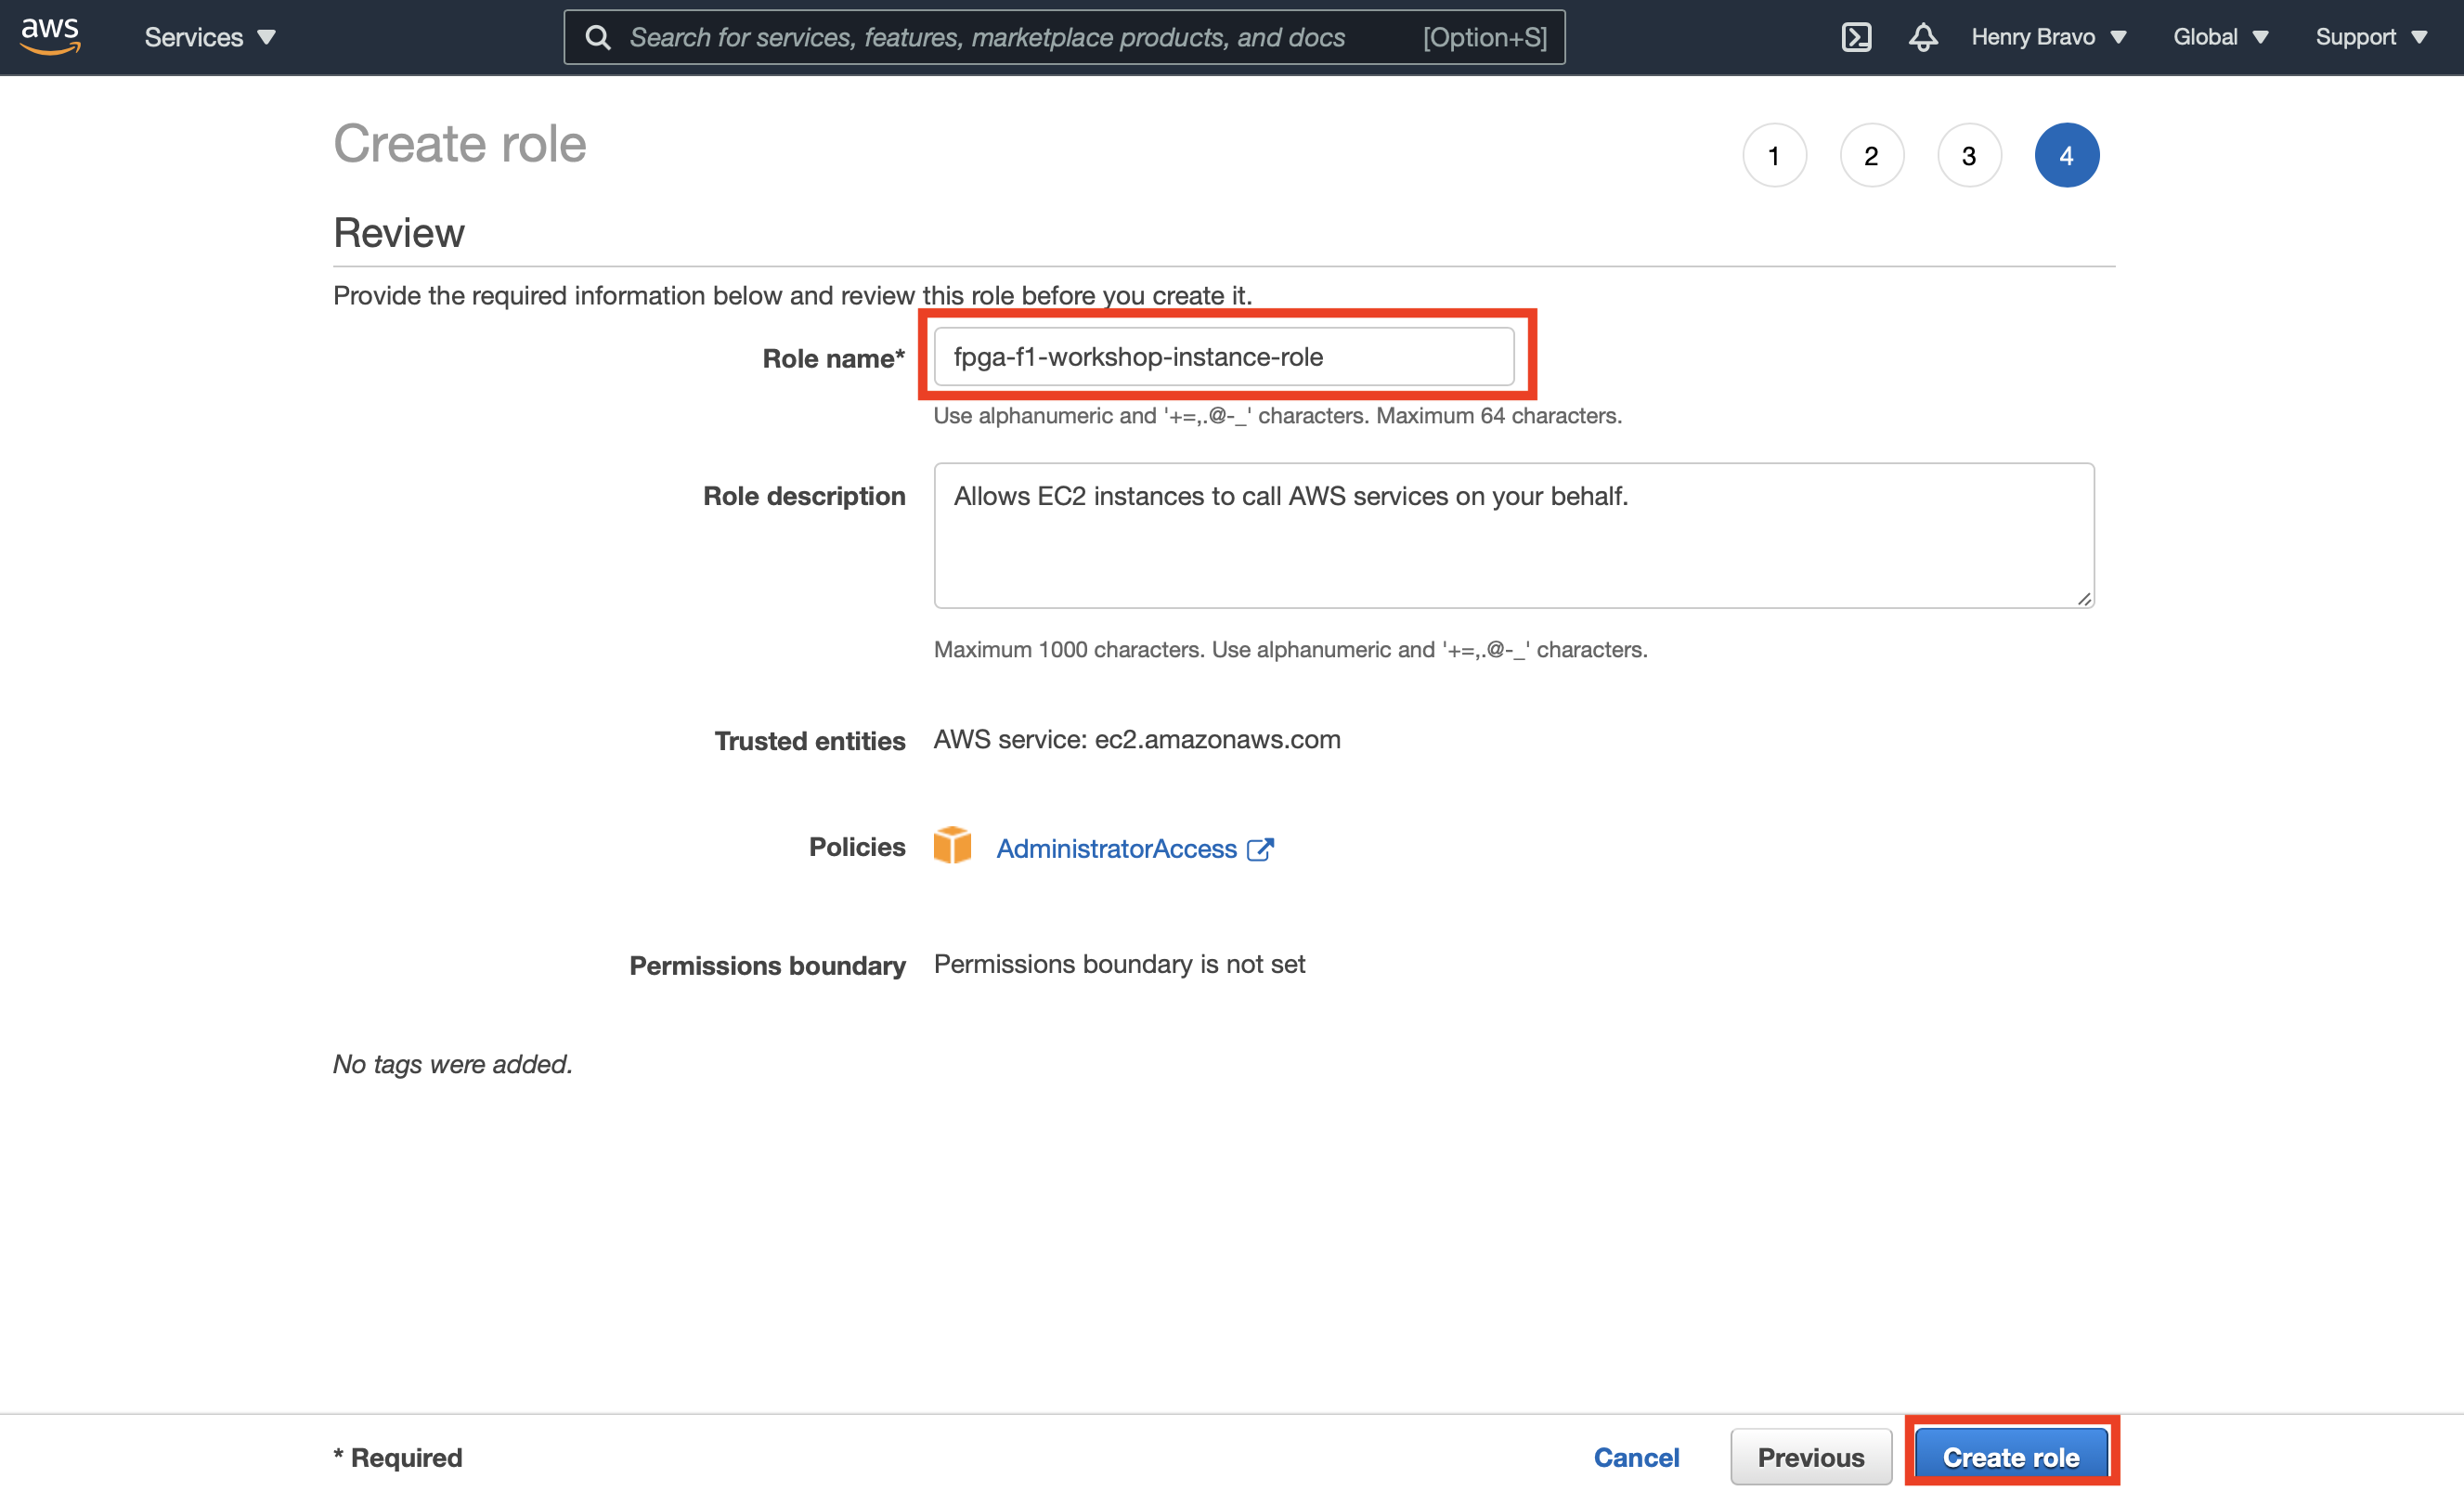 aws
Services
Search for services, features, marketplace products, and docs [Option+S]
Henry Bravo
Global
Support
Create role
1 2 3 4
Review
Provide the required information below and review this role before you create it.
Role name* fpga-f1-workshop-instance-role
Use alphanumeric and '+=,.@-_' characters. Maximum 64 characters.
Role description Allows EC2 instances to call AWS services on your behalf.
Maximum 1000 characters. Use alphanumeric and '+=,.@-_' characters.
Trusted entities AWS service: ec2.amazonaws.com
Policies AdministratorAccess
Permissions boundary Permissions boundary is not set
No tags were added.
* Required
Cancel
Previous
Create role